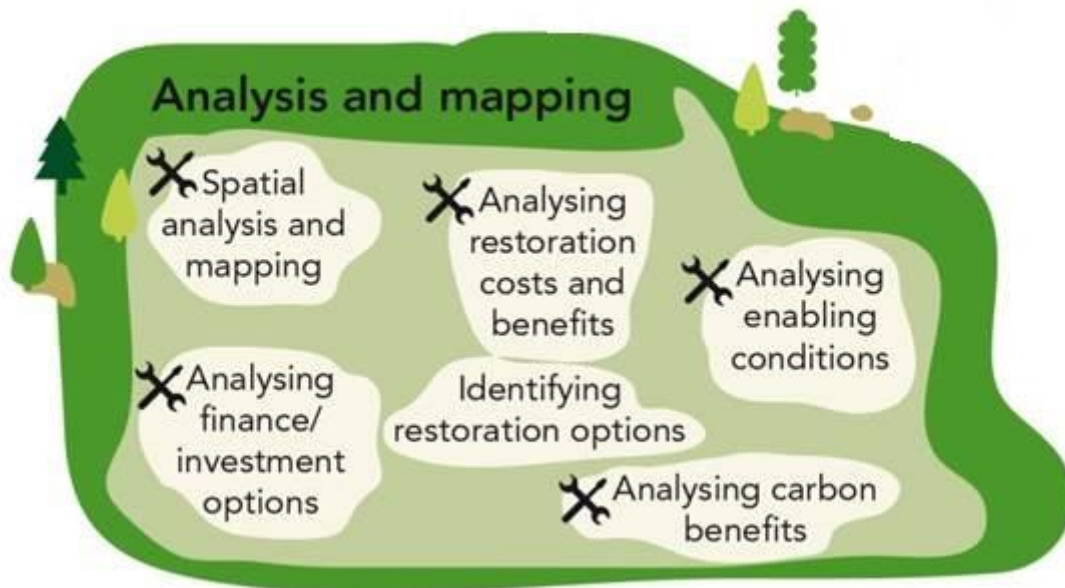 Analysis and mapping
Spatial
analysis and
mapping
Analysing
restoration
costs and
benefits
Analysing
enabling
conditions
Analysing
finance/
investment
options
Identifying
restoration options
Analysing carbon
benefits